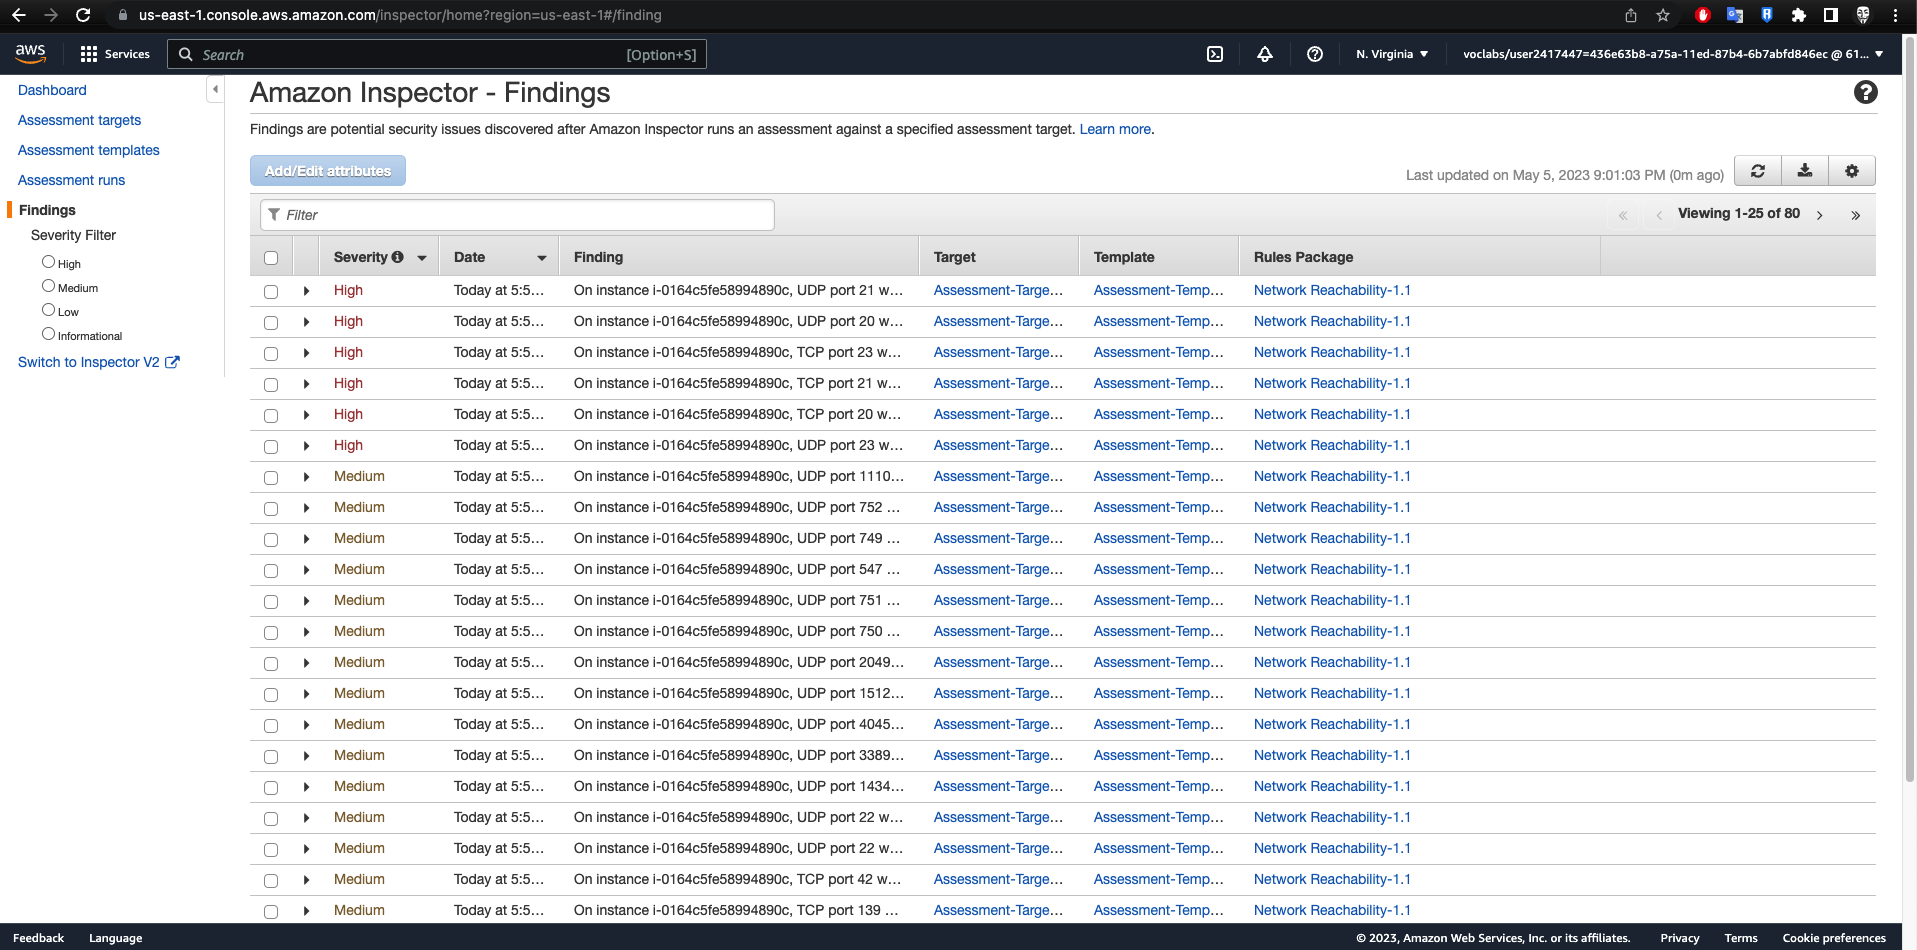 us-east-1.console.aws.amazon.com/inspector/home?region=us-east-1#/finding
aws Services Search [Option+S] N. Virginia voclabs/user2417447=436e63b8-a75a-11ed-87b4-6b7abfd846ec @ 61...
Dashboard
Assessment targets
Assessment templates
Assessment runs
Findings
Severity Filter
High
Medium
Low
Informational
Switch to Inspector V2
Amazon Inspector - Findings
Findings are potential security issues discovered after Amazon Inspector runs an assessment against a specified assessment target. Learn more.
Add/Edit attributes
Last updated on May 5, 2023 9:01:03 PM (0m ago)
Filter
« ‹ Viewing 1-25 of 80 › »
Severity Date Finding Target Template Rules Package
High Today at 5:5... On instance i-0164c5fe58994890c, UDP port 21 w... Assessment-Targe... Assessment-Temp... Network Reachability-1.1
High Today at 5:5... On instance i-0164c5fe58994890c, UDP port 20 w... Assessment-Targe... Assessment-Temp... Network Reachability-1.1
High Today at 5:5... On instance i-0164c5fe58994890c, TCP port 23 w... Assessment-Targe... Assessment-Temp... Network Reachability-1.1
High Today at 5:5... On instance i-0164c5fe58994890c, TCP port 21 w... Assessment-Targe... Assessment-Temp... Network Reachability-1.1
High Today at 5:5... On instance i-0164c5fe58994890c, TCP port 20 w... Assessment-Targe... Assessment-Temp... Network Reachability-1.1
High Today at 5:5... On instance i-0164c5fe58994890c, UDP port 23 w... Assessment-Targe... Assessment-Temp... Network Reachability-1.1
Medium Today at 5:5... On instance i-0164c5fe58994890c, UDP port 1110... Assessment-Targe... Assessment-Temp... Network Reachability-1.1
Medium Today at 5:5... On instance i-0164c5fe58994890c, UDP port 752 ... Assessment-Targe... Assessment-Temp... Network Reachability-1.1
Medium Today at 5:5... On instance i-0164c5fe58994890c, UDP port 749 ... Assessment-Targe... Assessment-Temp... Network Reachability-1.1
Medium Today at 5:5... On instance i-0164c5fe58994890c, UDP port 547 ... Assessment-Targe... Assessment-Temp... Network Reachability-1.1
Medium Today at 5:5... On instance i-0164c5fe58994890c, UDP port 751 ... Assessment-Targe... Assessment-Temp... Network Reachability-1.1
Medium Today at 5:5... On instance i-0164c5fe58994890c, UDP port 750 ... Assessment-Targe... Assessment-Temp... Network Reachability-1.1
Medium Today at 5:5... On instance i-0164c5fe58994890c, UDP port 2049... Assessment-Targe... Assessment-Temp... Network Reachability-1.1
Medium Today at 5:5... On instance i-0164c5fe58994890c, UDP port 1512... Assessment-Targe... Assessment-Temp... Network Reachability-1.1
Medium Today at 5:5... On instance i-0164c5fe58994890c, UDP port 4045... Assessment-Targe... Assessment-Temp... Network Reachability-1.1
Medium Today at 5:5... On instance i-0164c5fe58994890c, UDP port 3389... Assessment-Targe... Assessment-Temp... Network Reachability-1.1
Medium Today at 5:5... On instance i-0164c5fe58994890c, UDP port 1434... Assessment-Targe... Assessment-Temp... Network Reachability-1.1
Medium Today at 5:5... On instance i-0164c5fe58994890c, UDP port 22 w... Assessment-Targe... Assessment-Temp... Network Reachability-1.1
Medium Today at 5:5... On instance i-0164c5fe58994890c, UDP port 22 w... Assessment-Targe... Assessment-Temp... Network Reachability-1.1
Medium Today at 5:5... On instance i-0164c5fe58994890c, TCP port 42 w... Assessment-Targe... Assessment-Temp... Network Reachability-1.1
Medium Today at 5:5... On instance i-0164c5fe58994890c, TCP port 139 ... Assessment-Targe... Assessment-Temp... Network Reachability-1.1
Feedback Language © 2023, Amazon Web Services, Inc. or its affiliates. Privacy Terms Cookie preferences